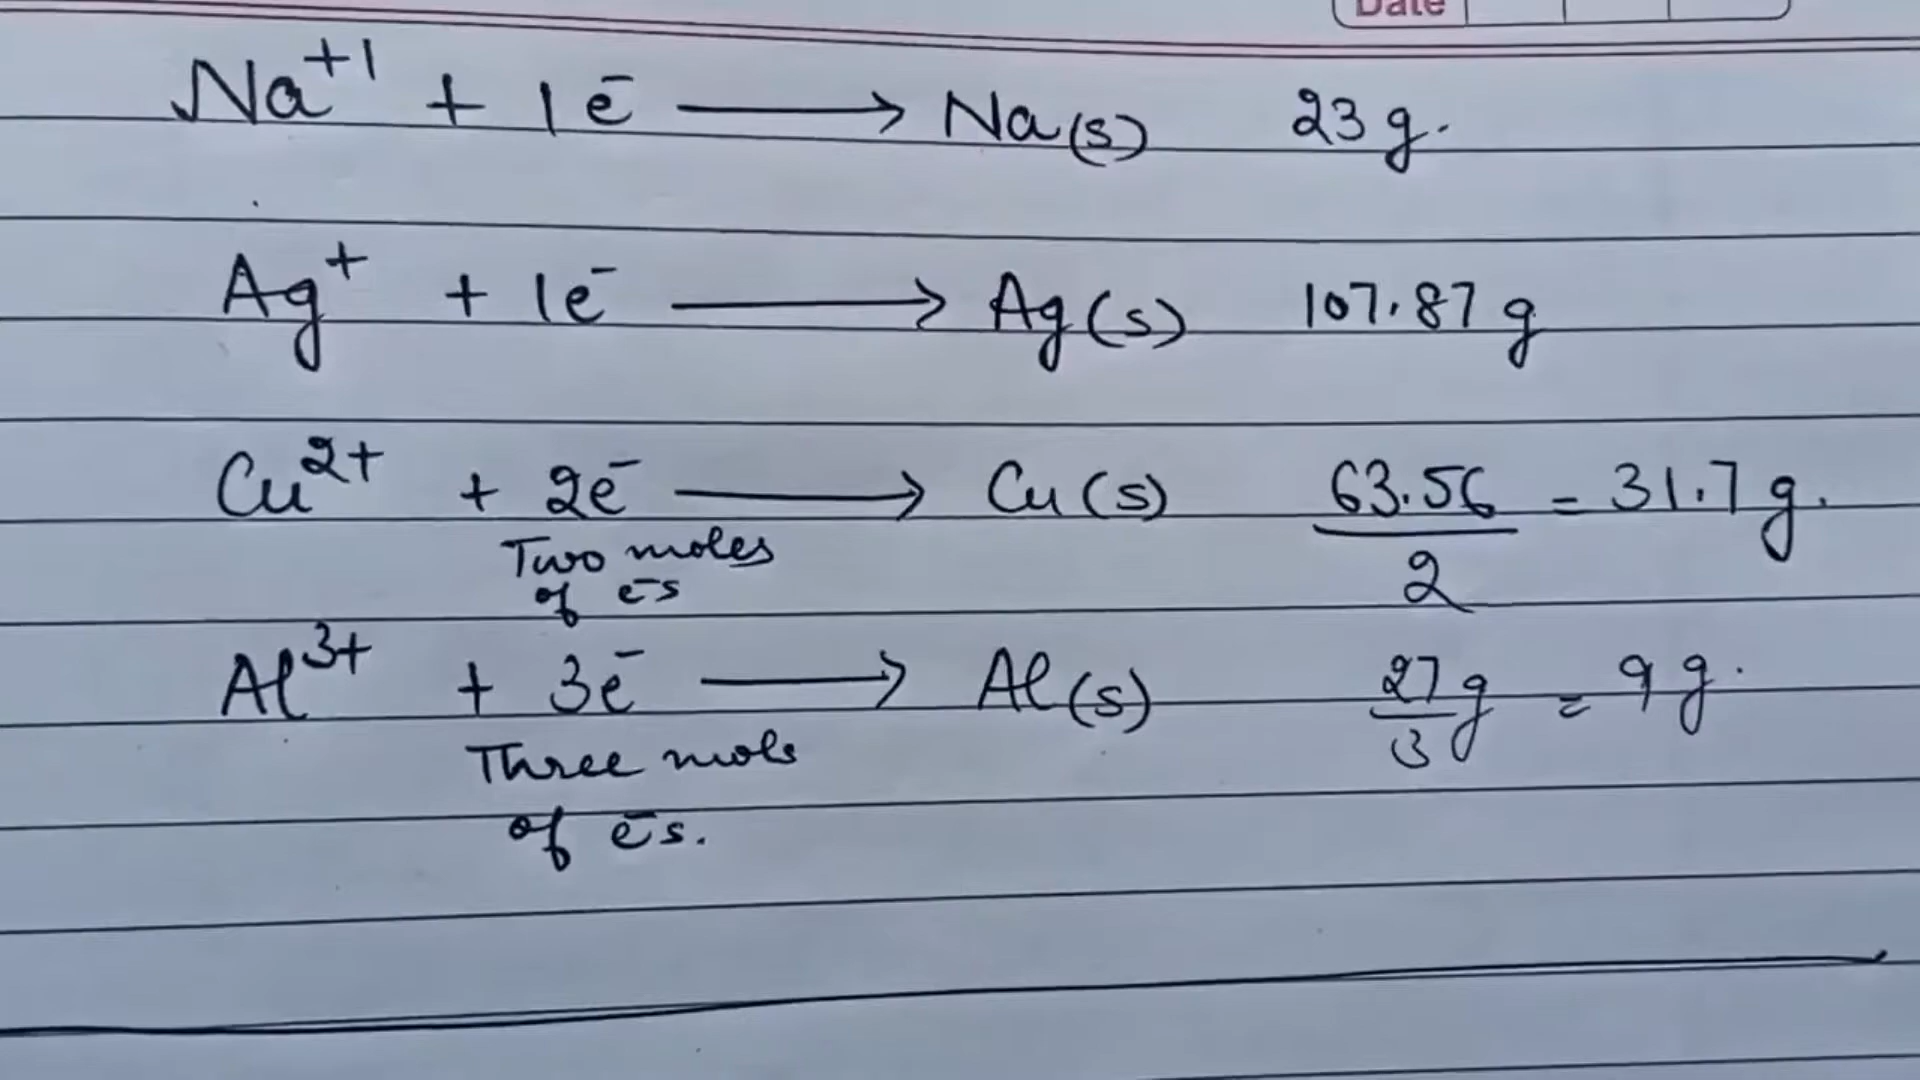 Date
Na⁺¹ + 1e⁻ ⟶ Na(s) 23 g.
Ag⁺ + 1e⁻ ⟶ Ag(s) 107.87 g
Cu²⁺ + 2e⁻ ⟶ Cu(s) 63.56/2 = 31.7 g.
Two moles
of e⁻s
Al³⁺ + 3e⁻ ⟶ Al(s) 27/3 g = 9 g.
Three mols
of e⁻s.